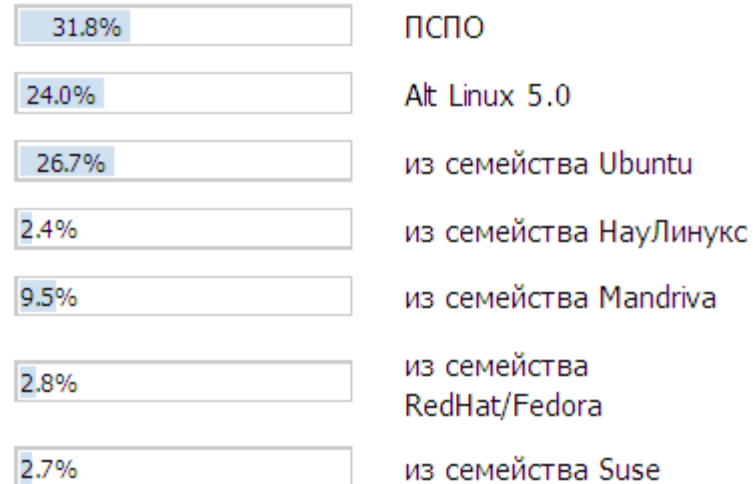 31.8% ПСПО
24.0% Alt Linux 5.0
26.7% из семейства Ubuntu
2.4% из семейства НауЛинукс
9.5% из семейства Mandriva
2.8% из семейства
RedHat/Fedora
2.7% из семейства Suse